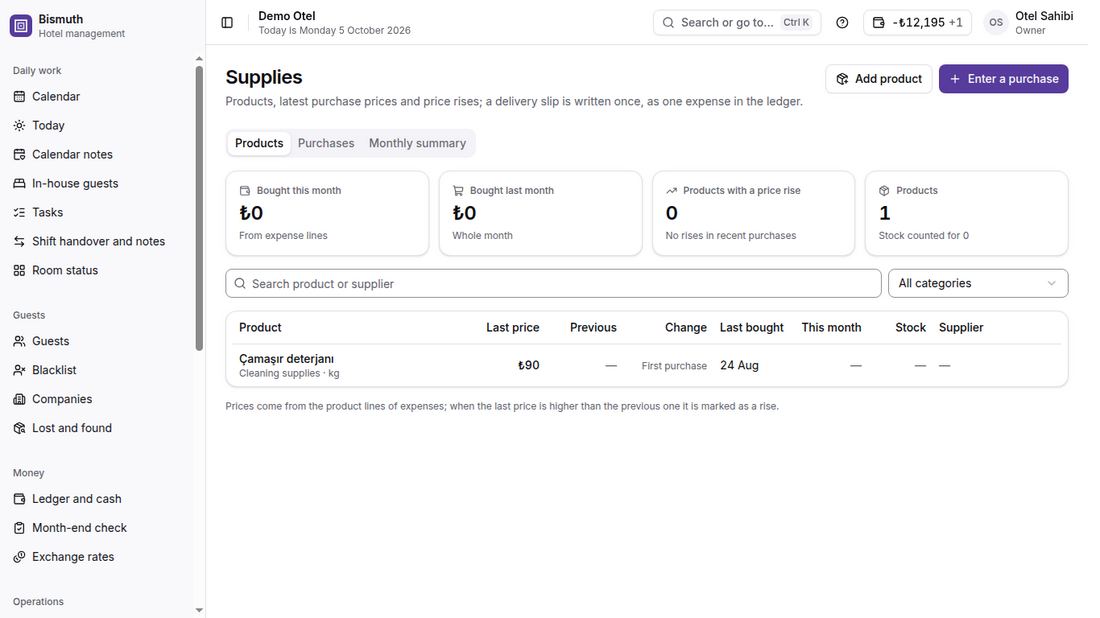 Bismuth
Hotel management
Daily work
Calendar
Today
Calendar notes
In-house guests
Tasks
Shift handover and notes
Room status
Guests
Guests
Blacklist
Companies
Lost and found
Money
Ledger and cash
Month-end check
Exchange rates
Operations
Demo Otel
Today is Monday 5 October 2026
Search or go to... Ctrl K
-₺12,195 +1
OS
Otel Sahibi
Owner
Supplies
Products, latest purchase prices and price rises; a delivery slip is written once, as one expense in the ledger.
Add product
Enter a purchase
Products Purchases Monthly summary
Bought this month
₺0
From expense lines
Bought last month
₺0
Whole month
Products with a price rise
0
No rises in recent purchases
Products
1
Stock counted for 0
Search product or supplier
All categories
Product Last price Previous Change Last bought This month Stock Supplier
Çamaşır deterjanı ₺90 — First purchase 24 Aug — — —
Cleaning supplies · kg
Prices come from the product lines of expenses; when the last price is higher than the previous one it is marked as a rise.